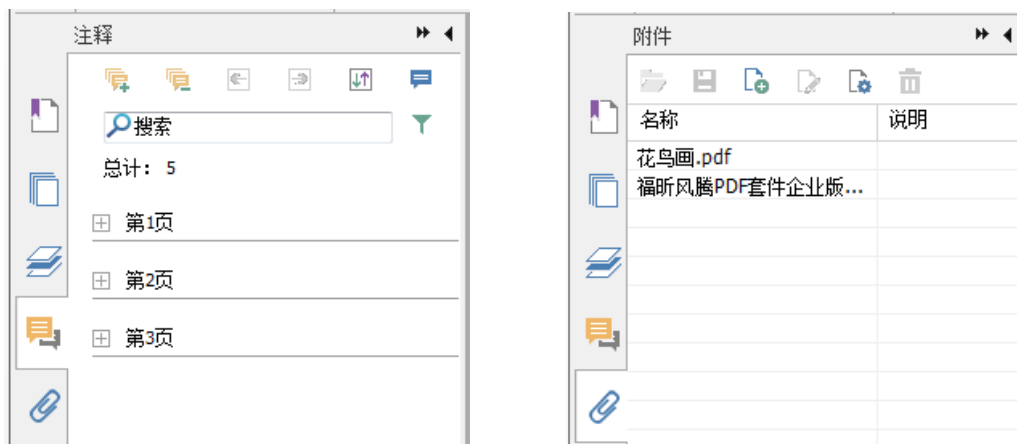 注释
搜索
总计： 5
第1页
第2页
第3页
附件
名称 说明
花鸟画.pdf
福昕风腾PDF套件企业版...